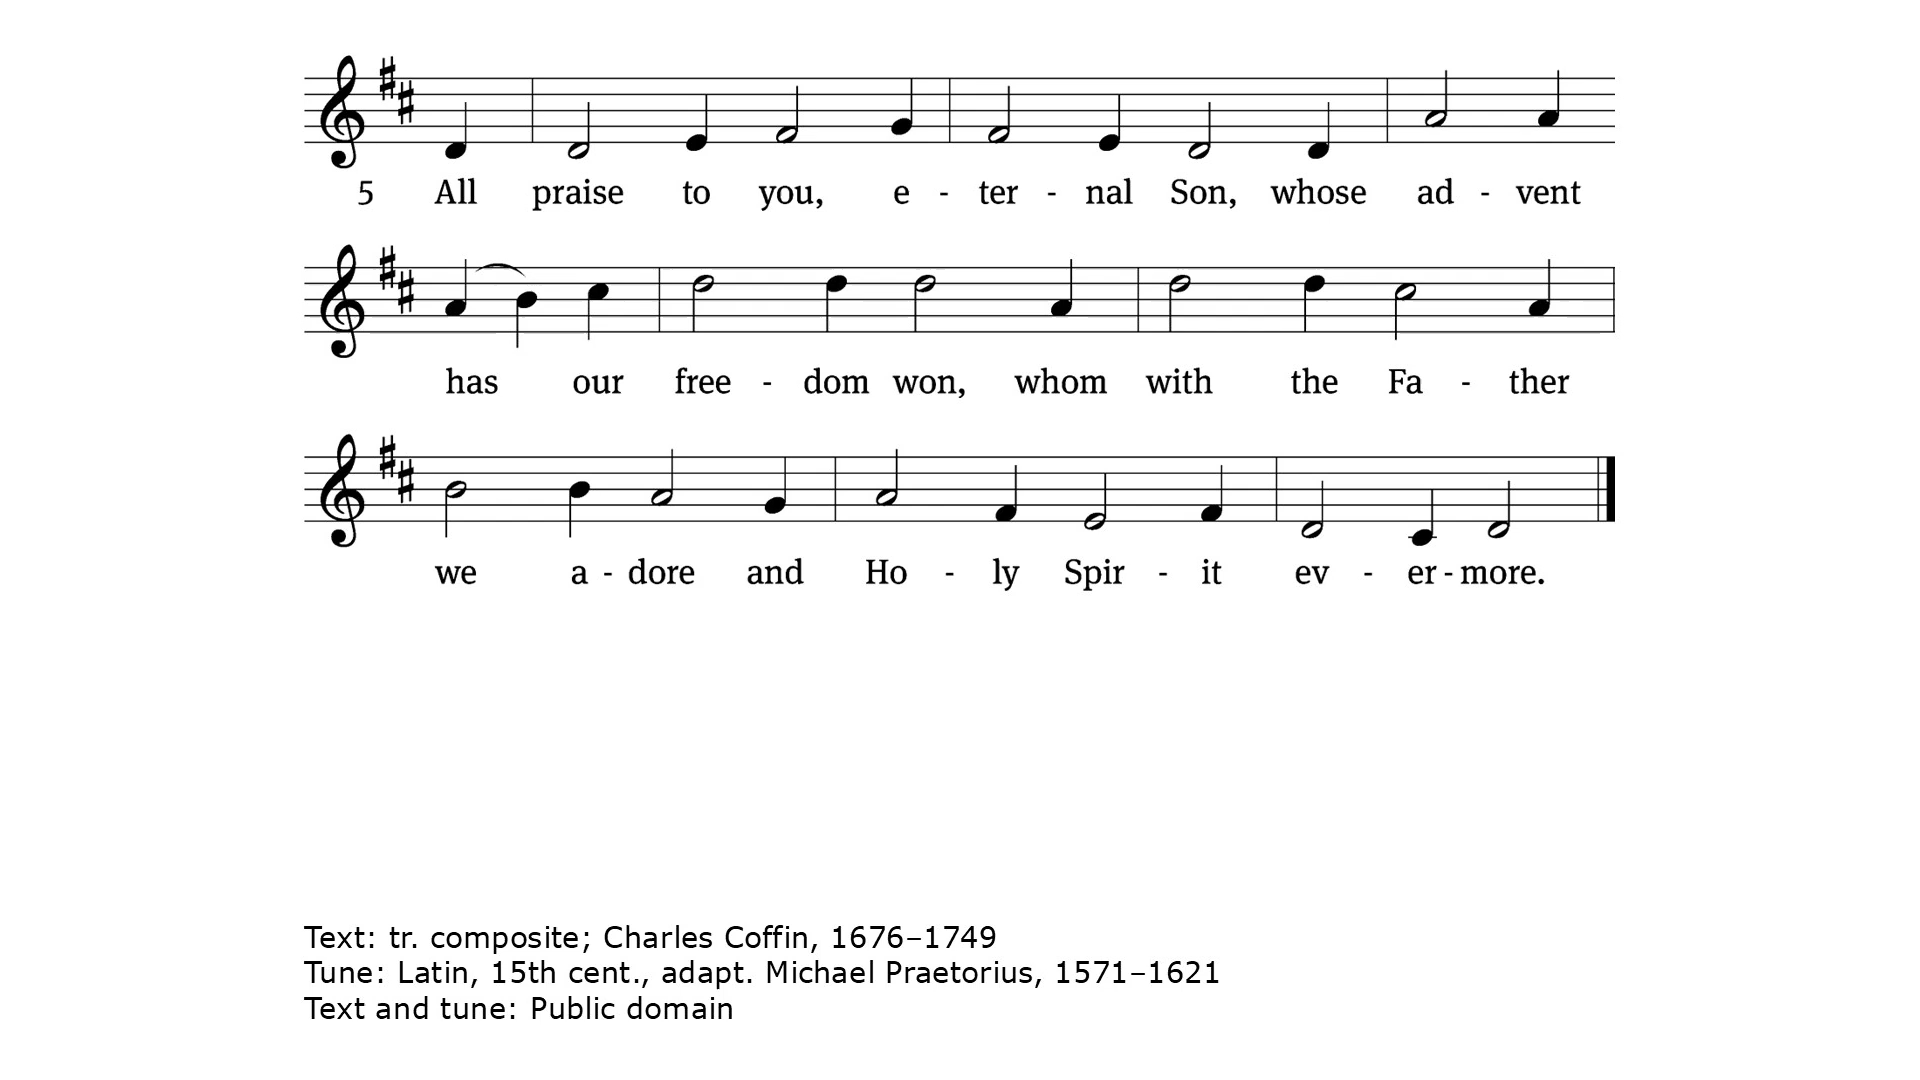 5 All praise to you, e - ter - nal Son, whose ad - vent
has our free - dom won, whom with the Fa - ther
we a - dore and Ho - ly Spir - it ev - er - more.
Text: tr. composite; Charles Coffin, 1676–1749
Tune: Latin, 15th cent., adapt. Michael Praetorius, 1571–1621
Text and tune: Public domain